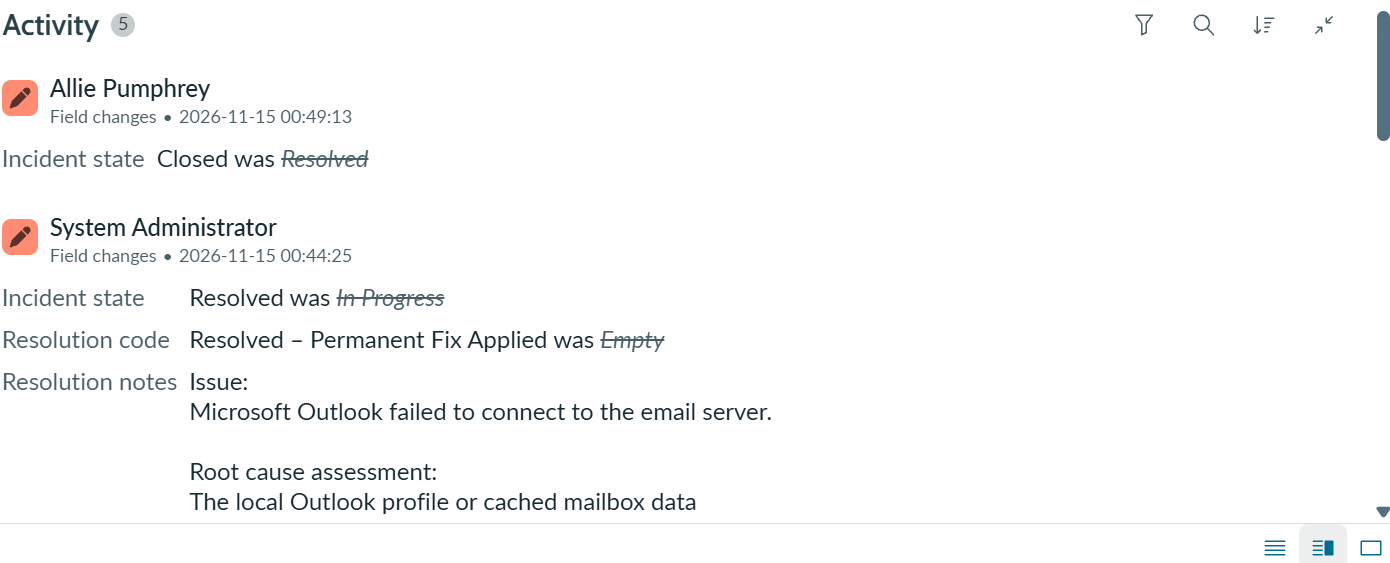 Activity 5
Allie Pumphrey
Field changes • 2026-11-15 00:49:13
Incident state Closed was Resolved
System Administrator
Field changes • 2026-11-15 00:44:25
Incident state Resolved was In Progress
Resolution code Resolved – Permanent Fix Applied was Empty
Resolution notes Issue:
Microsoft Outlook failed to connect to the email server.
Root cause assessment:
The local Outlook profile or cached mailbox data